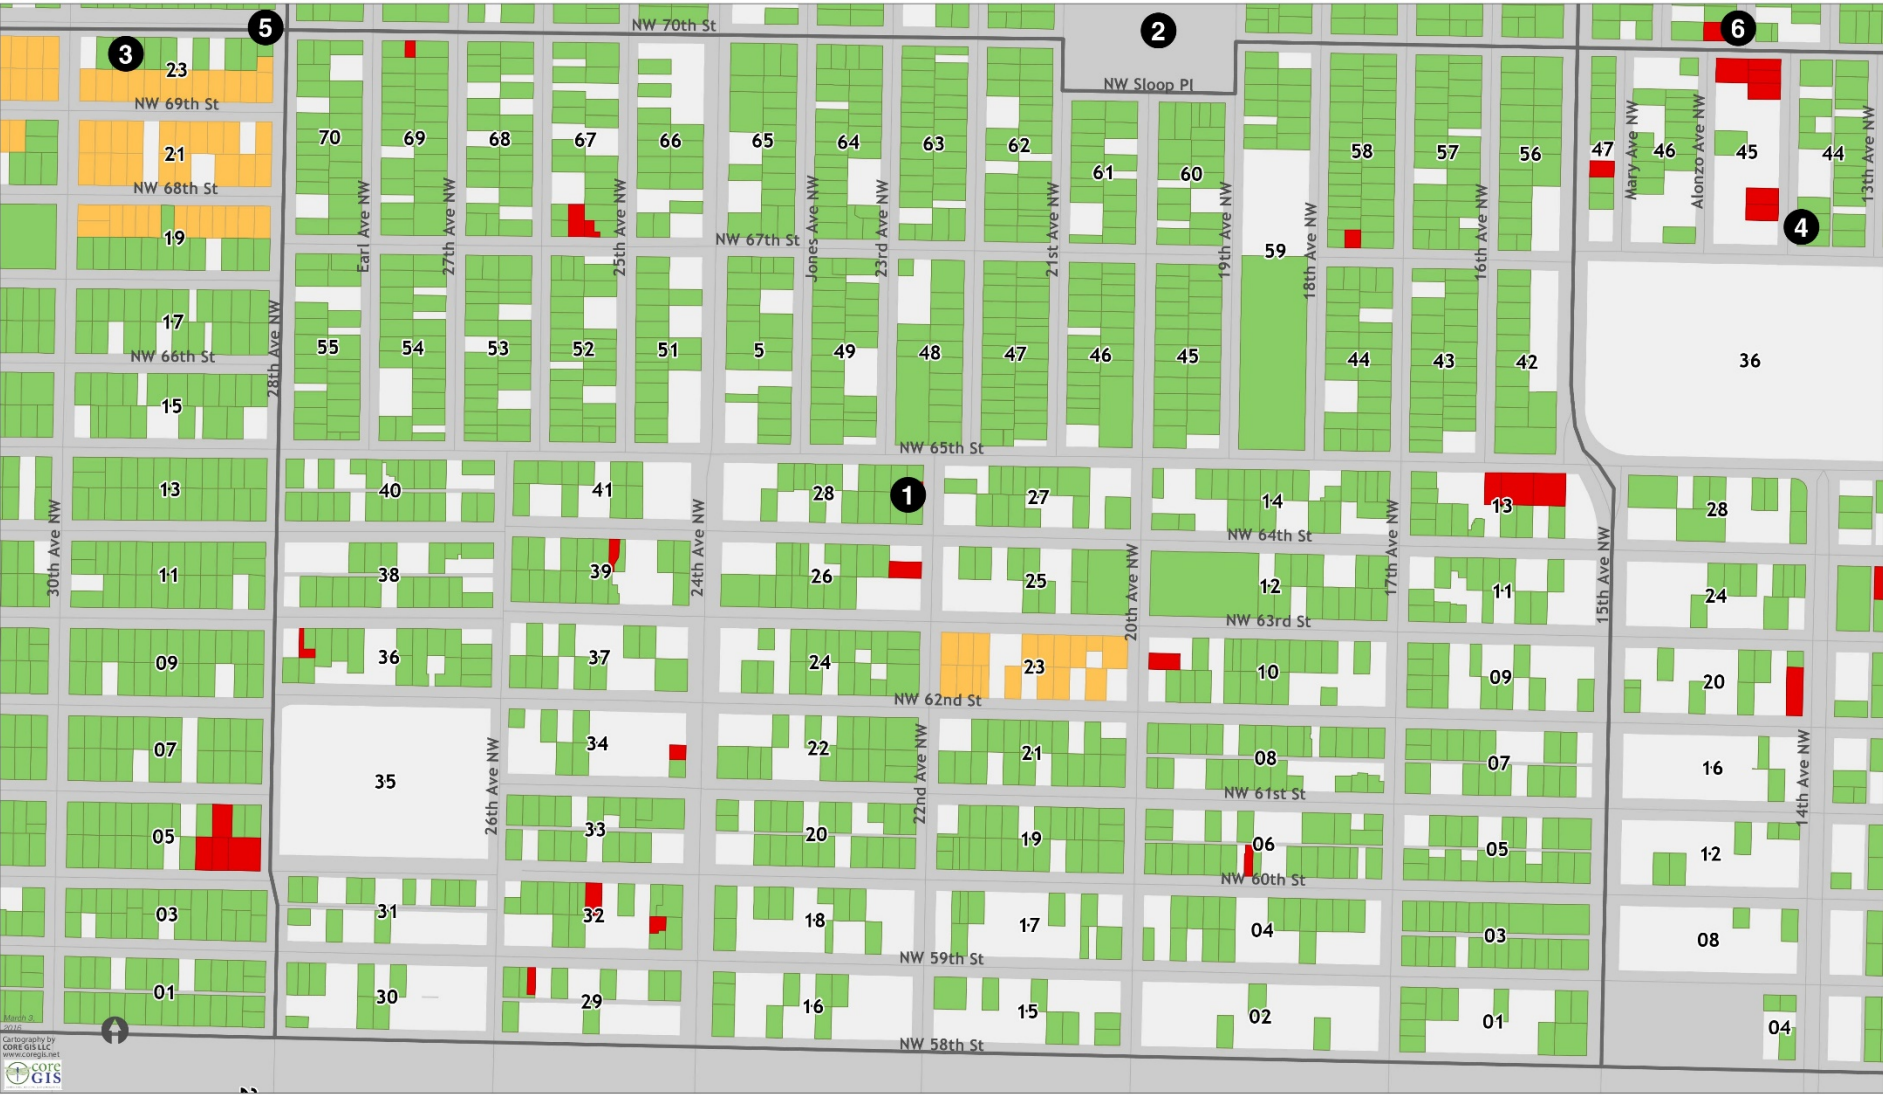 NW 70th St
5
2
6
3
23
NW 69th St
NW Sloop Pl
70
69
68
67
66
65
64
63
62
61
60
58
57
56
47
Mary Ave NW
46
Alonzo Ave NW
45
44
13th Ave NW
21
NW 68th St
19
Earl Ave NW
27th Ave NW
25th Ave NW
NW 67th St
Jones Ave NW
23rd Ave NW
21st Ave NW
19th Ave NW
59
18th Ave NW
16th Ave NW
4
17
NW 66th St
28th Ave NW
55
54
53
52
51
5
49
48
47
46
45
44
43
42
36
15
NW 65th St
13
40
41
28
1
27
14
13
28
NW 64th St
30th Ave NW
11
38
39
24th Ave NW
26
25
20th Ave NW
12
17th Ave NW
11
15th Ave NW
24
NW 63rd St
09
36
37
24
23
10
09
20
NW 62nd St
07
35
26th Ave NW
34
22
22nd Ave NW
21
08
07
16
14th Ave NW
NW 61st St
05
33
20
19
06
05
12
NW 60th St
03
31
32
18
17
04
03
08
NW 59th St
01
30
29
16
15
02
01
04
NW 58th St
March 9,
2016
Cartography by
CORE GIS LLC
www.coregis.net
core
GIS